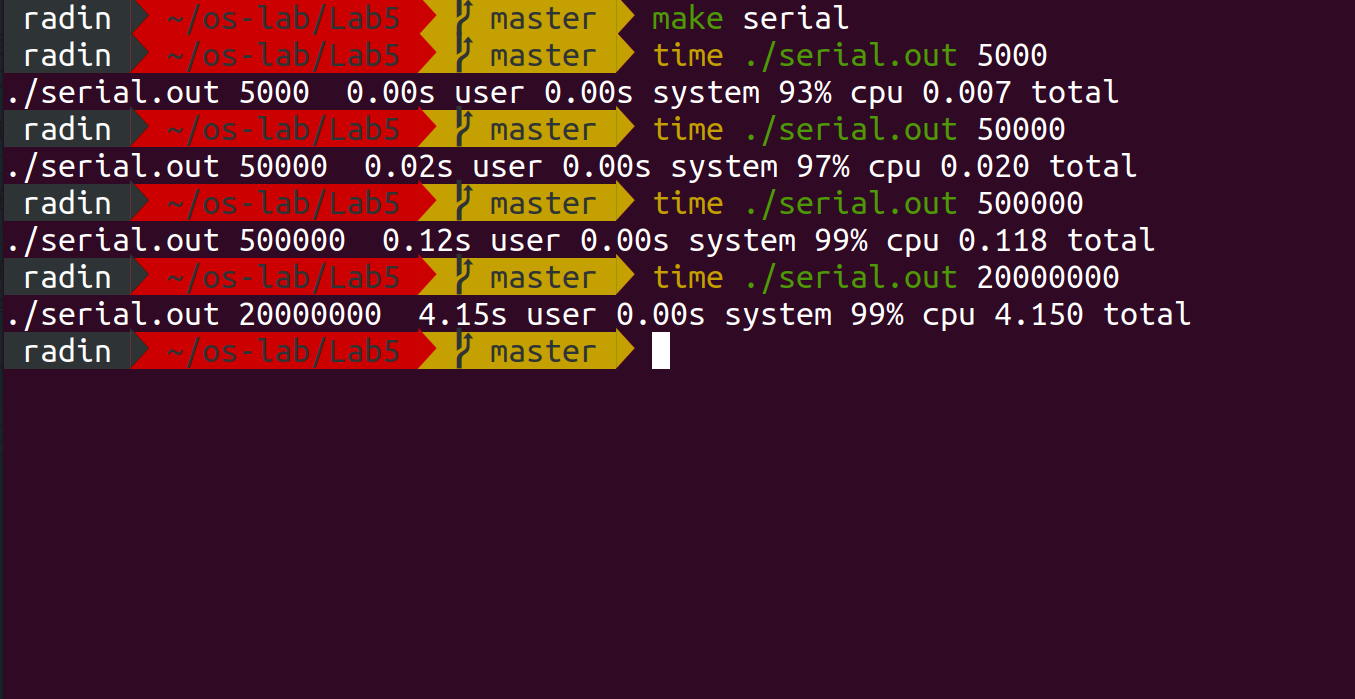 radin ~/os-lab/Lab5 master make serial
radin ~/os-lab/Lab5 master time ./serial.out 5000
./serial.out 5000  0.00s user 0.00s system 93% cpu 0.007 total
radin ~/os-lab/Lab5 master time ./serial.out 50000
./serial.out 50000  0.02s user 0.00s system 97% cpu 0.020 total
radin ~/os-lab/Lab5 master time ./serial.out 500000
./serial.out 500000  0.12s user 0.00s system 99% cpu 0.118 total
radin ~/os-lab/Lab5 master time ./serial.out 20000000
./serial.out 20000000  4.15s user 0.00s system 99% cpu 4.150 total
radin ~/os-lab/Lab5 master